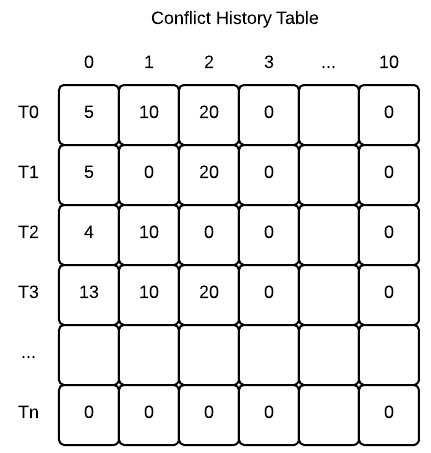 Conflict History Table
0 1 2 3 ... 10
T0 5 10 20 0 0
T1 5 0 20 0 0
T2 4 10 0 0 0
T3 13 10 20 0 0
...
Tn 0 0 0 0 0